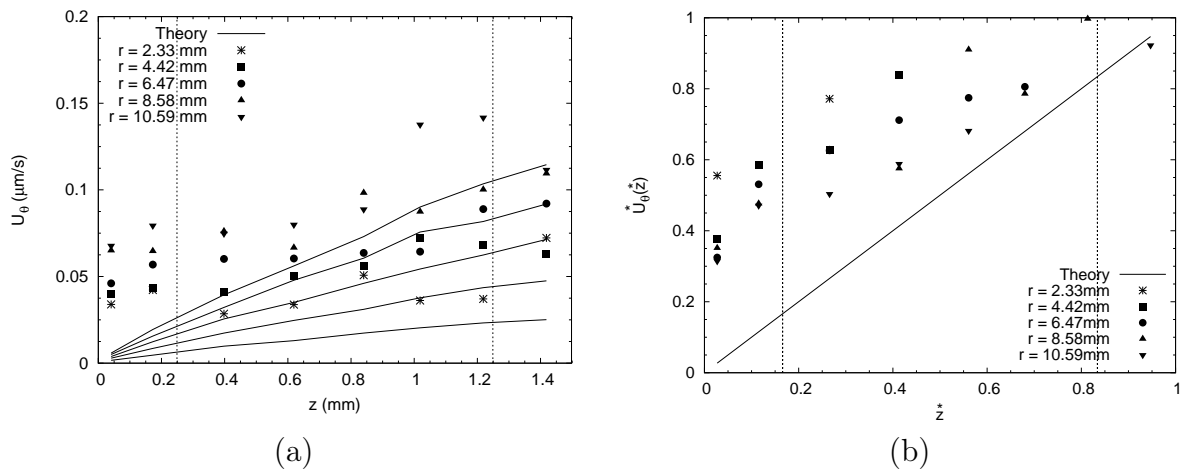 0.2
0.15
0.1
0.05
0
U_θ (μm/s)
Theory
r = 2.33 mm
r = 4.42 mm
r = 6.47 mm
r = 8.58 mm
r = 10.59 mm
0 0.2 0.4 0.6 0.8 1 1.2 1.4
z (mm)
(a)
1
0.8
0.6
0.4
0.2
0
U*_θ(z*)
Theory
r = 2.33mm
r = 4.42mm
r = 6.47mm
r = 8.58mm
r = 10.59mm
0 0.2 0.4 0.6 0.8 1
z*
(b)